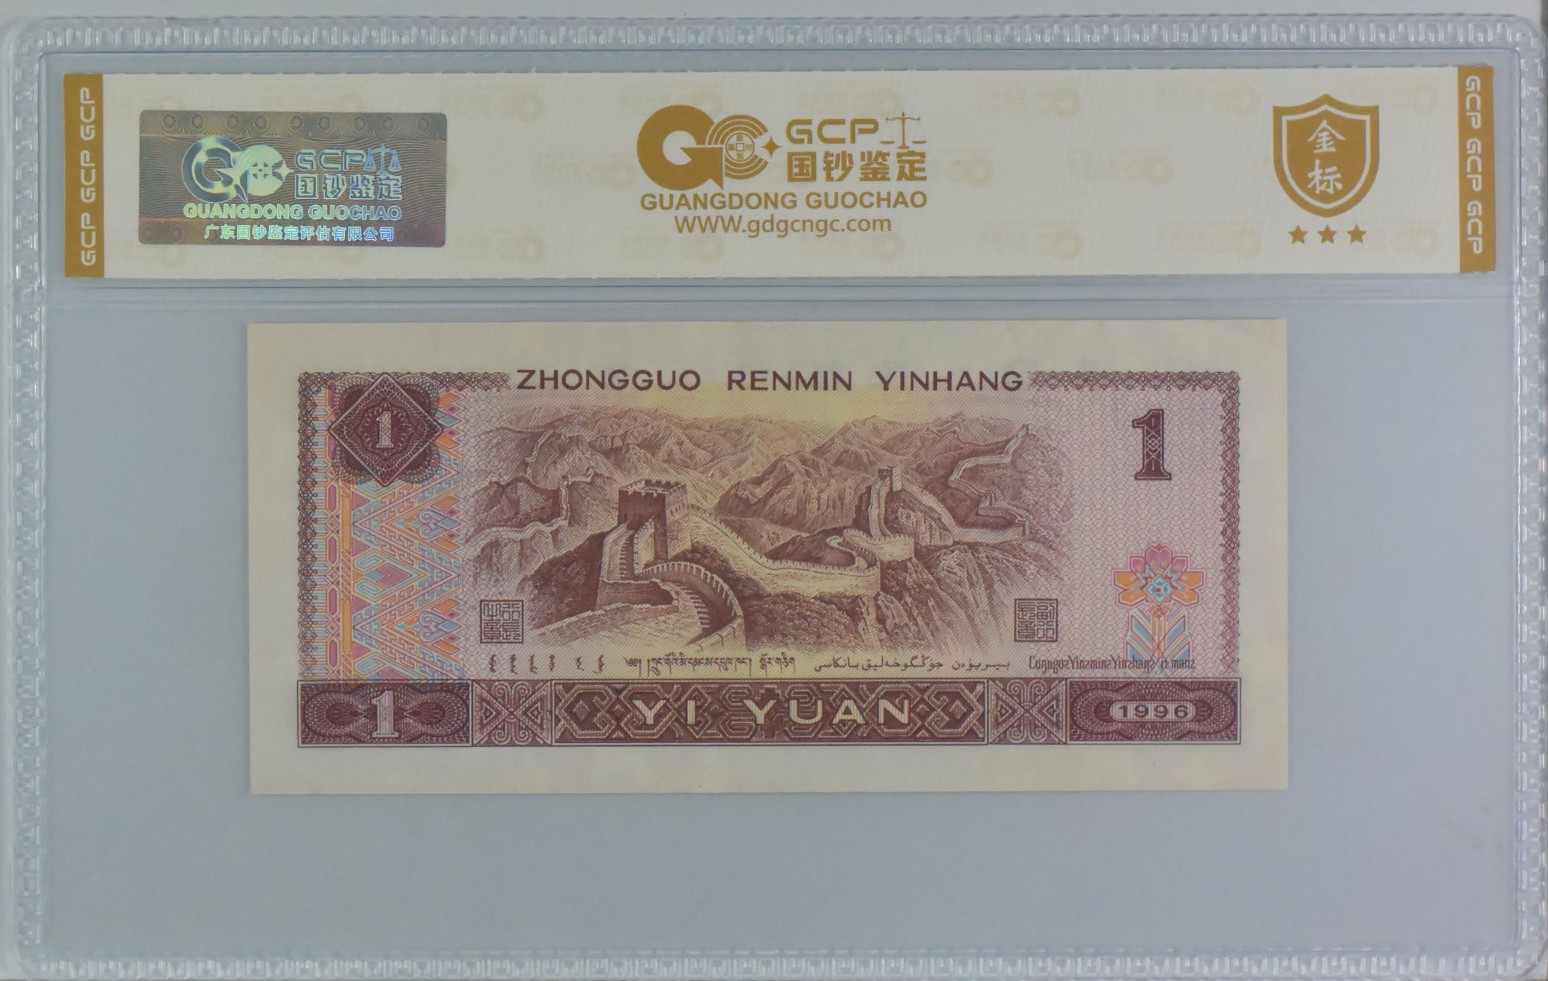 GCP GCP GCP
GCP
国钞鉴定
GUANGDONG GUOCHAO
广东国钞鉴定评估有限公司
GCP
国钞鉴定
GUANGDONG GUOCHAO
WWW.gdgcngc.com
金标
GCP GCP GCP
ZHONGGUO RENMIN YINHANG
1
1
1 YI YUAN 1996